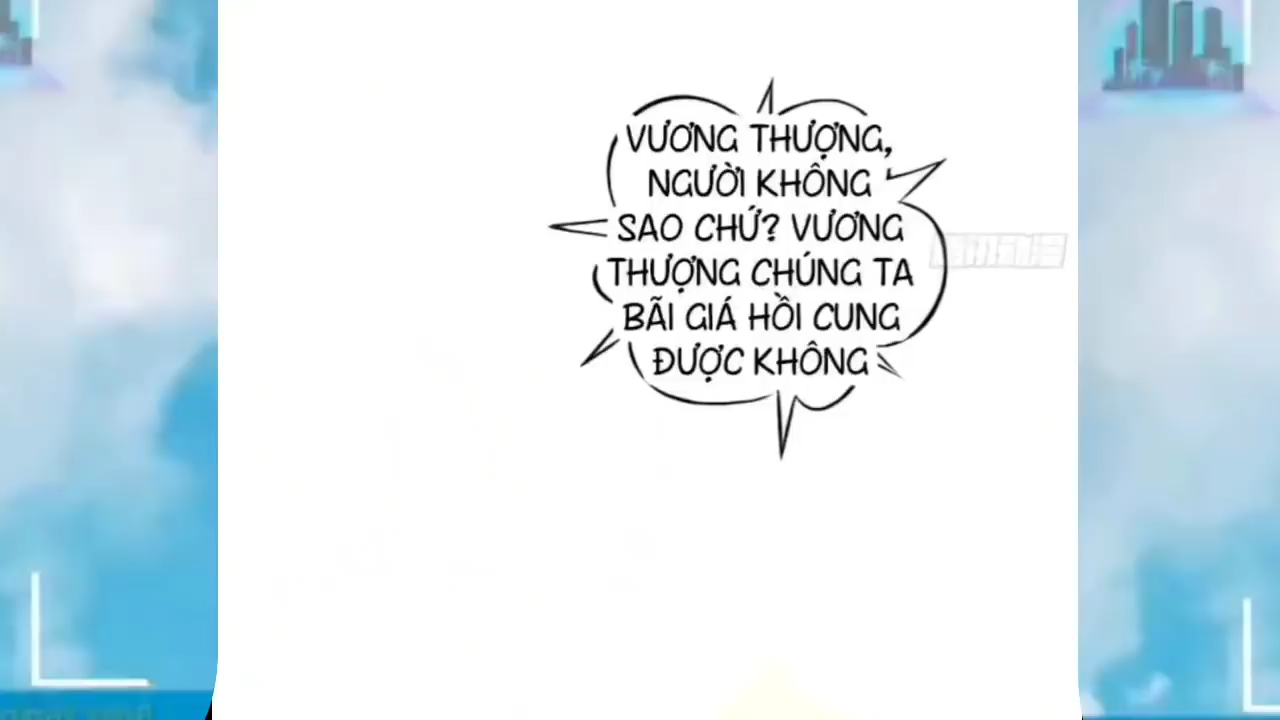 VƯƠNG THƯỢNG,
NGƯỜI KHÔNG
SAO CHỨ? VƯƠNG
THƯỢNG CHÚNG TA
BÃI GIÁ HỒI CUNG
ĐƯỢC KHÔNG